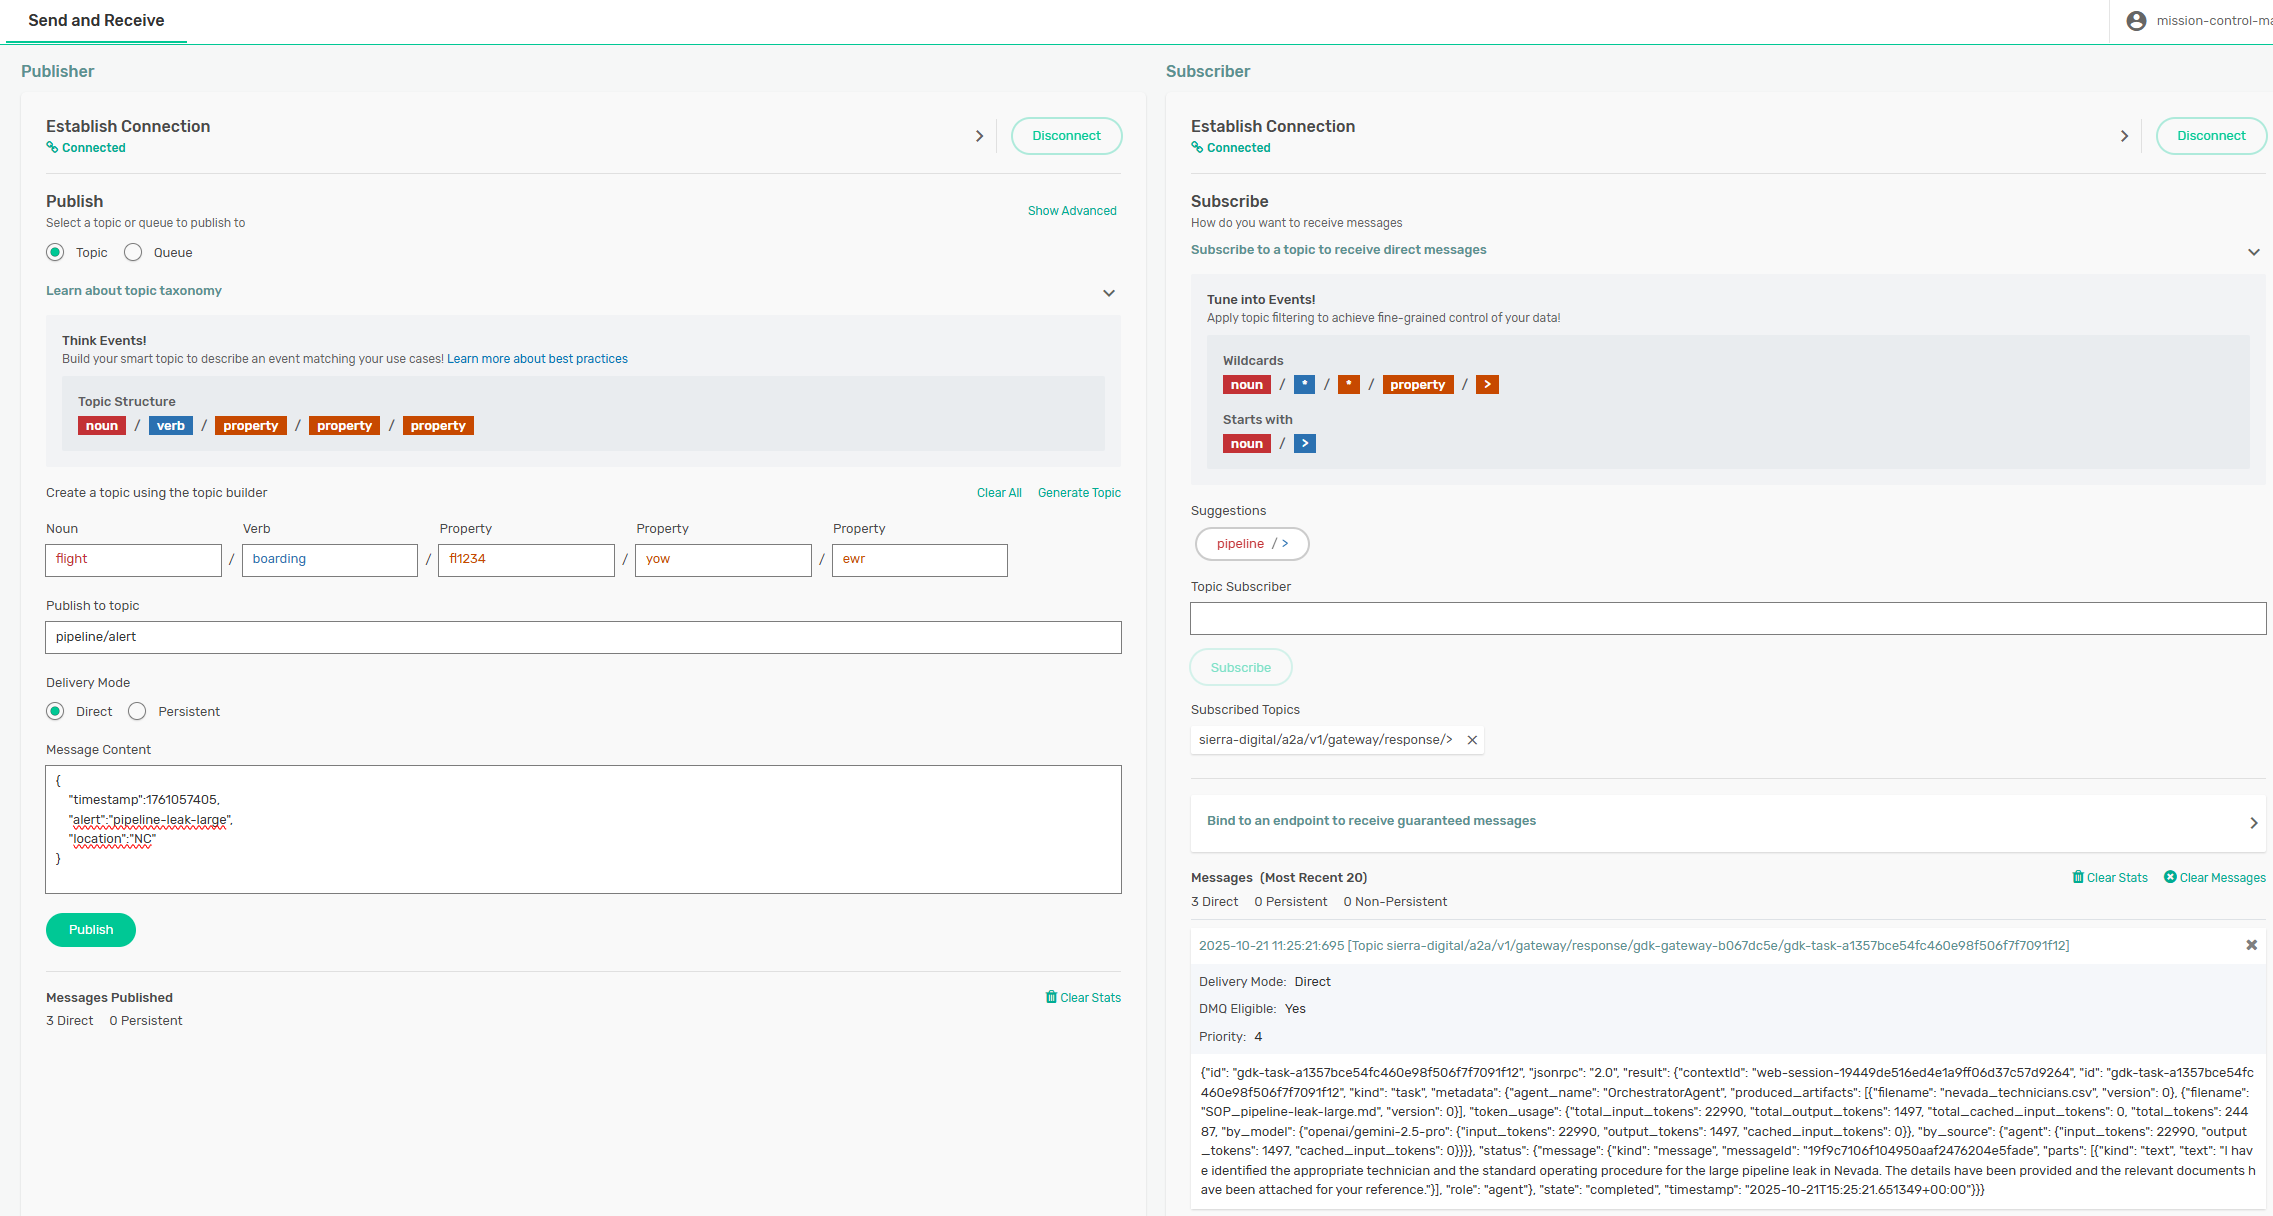 Send and Receive
mission-control-ma
Publisher
Establish Connection
Connected
Disconnect
Publish
Select a topic or queue to publish to
Show Advanced
Topic Queue
Learn about topic taxonomy
Think Events!
Build your smart topic to describe an event matching your use cases! Learn more about best practices
Topic Structure
noun / verb / property / property / property
Create a topic using the topic builder
Clear All Generate Topic
Noun Verb Property Property Property
flight / boarding / fl1234 / yow / ewr
Publish to topic
pipeline/alert
Delivery Mode
Direct Persistent
Message Content
{
"timestamp":1761057405,
"alert":"pipeline-leak-large",
"location":"NC"
}
Publish
Messages Published
Clear Stats
3 Direct 0 Persistent
Subscriber
Establish Connection
Connected
Disconnect
Subscribe
How do you want to receive messages
Subscribe to a topic to receive direct messages
Tune into Events!
Apply topic filtering to achieve fine-grained control of your data!
Wildcards
noun / * / * / property / >
Starts with
noun / >
Suggestions
pipeline / >
Topic Subscriber
Subscribe
Subscribed Topics
sierra-digital/a2a/v1/gateway/response/>
Bind to an endpoint to receive guaranteed messages
Messages (Most Recent 20)
Clear Stats Clear Messages
3 Direct 0 Persistent 0 Non-Persistent
2025-10-21 11:25:21:695 [Topic sierra-digital/a2a/v1/gateway/response/gdk-gateway-b067dc5e/gdk-task-a1357bce54fc460e98f506f7f7091f12]
Delivery Mode: Direct
DMQ Eligible: Yes
Priority: 4
{"id": "gdk-task-a1357bce54fc460e98f506f7f7091f12", "jsonrpc": "2.0", "result": {"contextId": "web-session-19449de516ed4e1a9ff06d37c57d9264", "id": "gdk-task-a1357bce54fc
460e98f506f7f7091f12", "kind": "task", "metadata": {"agent_name": "OrchestratorAgent", "produced_artifacts": [{"filename": "nevada_technicians.csv", "version": 0}, {"filename":
"SOP_pipeline-leak-large.md", "version": 0}], "token_usage": {"total_input_tokens": 22990, "total_output_tokens": 1497, "total_cached_input_tokens": 0, "total_tokens": 244
87, "by_model": {"openai/gemini-2.5-pro": {"input_tokens": 22990, "output_tokens": 1497, "cached_input_tokens": 0}}, "by_source": {"agent": {"input_tokens": 22990, "output
_tokens": 1497, "cached_input_tokens": 0}}}}, "status": {"message": {"kind": "message", "messageId": "19f9c7106f104950aaf2476204e5fade", "parts": [{"kind": "text", "text": "I hav
e identified the appropriate technician and the standard operating procedure for the large pipeline leak in Nevada. The details have been provided and the relevant documents h
ave been attached for your reference."}], "role": "agent"}, "state": "completed", "timestamp": "2025-10-21T15:25:21.651349+00:00"}}}